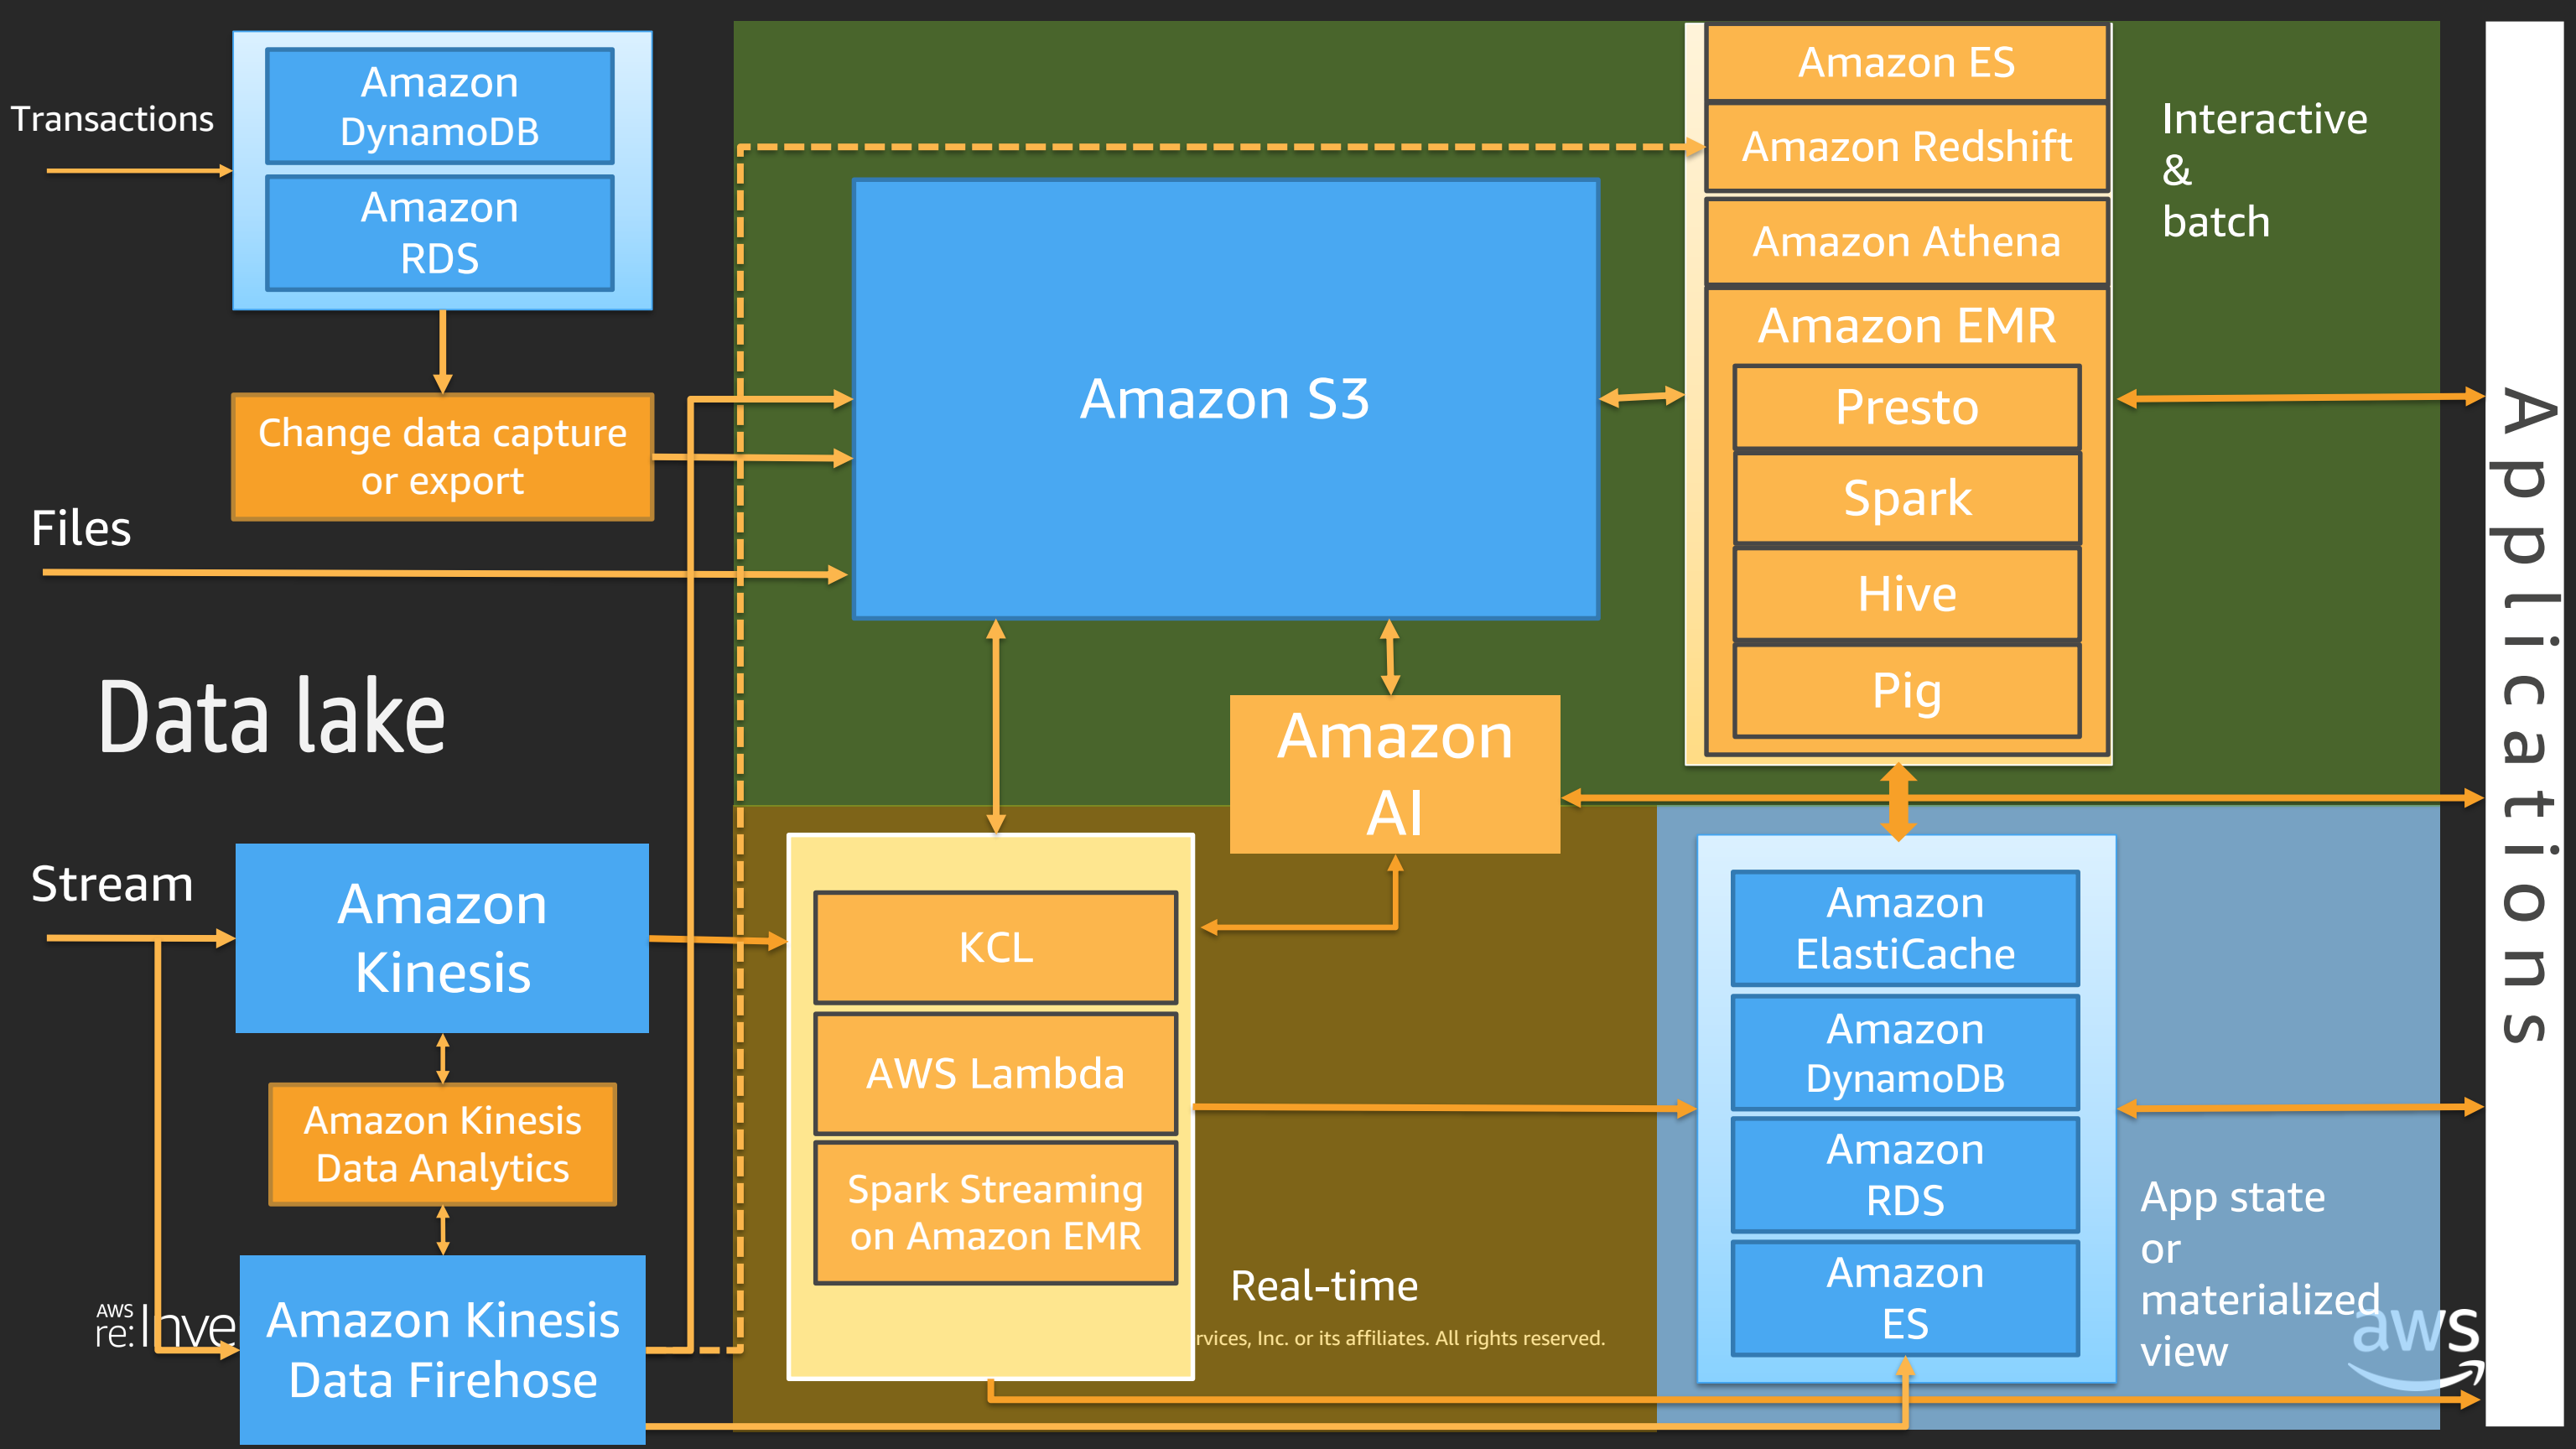 Transactions
Amazon
DynamoDB
Amazon
RDS
Change data capture
or export
Files
Data lake
Stream
Amazon
Kinesis
Amazon Kinesis
Data Analytics
Amazon Kinesis
Data Firehose
AWS
re:Inve
Amazon S3
Amazon
AI
KCL
AWS Lambda
Spark Streaming
on Amazon EMR
Real-time
rvices, Inc. or its affiliates. All rights reserved.
Amazon ES
Amazon Redshift
Amazon Athena
Amazon EMR
Presto
Spark
Hive
Pig
Interactive
&
batch
Amazon
ElastiCache
Amazon
DynamoDB
Amazon
RDS
Amazon
ES
App state
or
materialized
view
aws
Applications